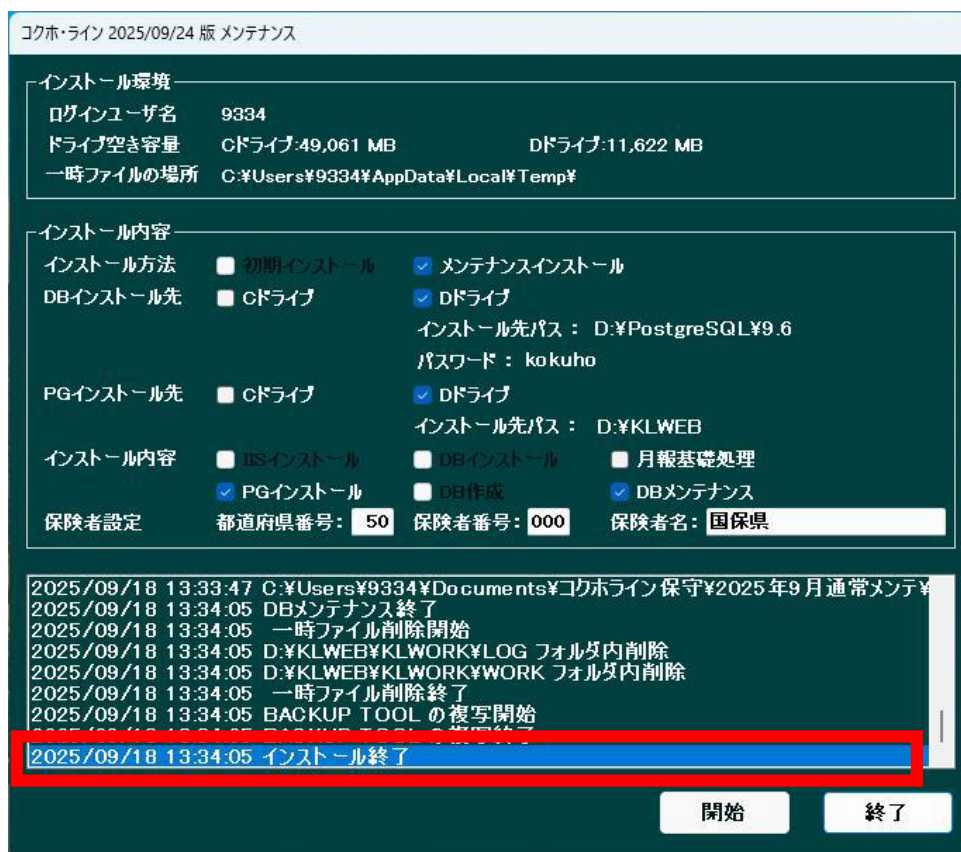 コクホ・ライン 2025/09/24 版 メンテナンス
インストール環境
ログインユーザ名 9334
ドライブ空き容量 Cドライブ:49,061 MB Dドライブ:11,622 MB
一時ファイルの場所 C:¥Users¥9334¥AppData¥Local¥Temp¥
インストール内容
インストール方法 初期インストール メンテナンスインストール
DBインストール先 Cドライブ Dドライブ
インストール先パス： D:¥PostgreSQL¥9.6
パスワード： kokuho
PGインストール先 Cドライブ Dドライブ
インストール先パス： D:¥KLWEB
インストール内容 IISインストール DBインストール 月報基礎処理
PGインストール DB作成 DBメンテナンス
保険者設定 都道府県番号： 50 保険者番号： 000 保険者名： 国保県
2025/09/18 13:33:47 C:¥Users¥9334¥Documents¥コクホライン保守¥2025年9月通常メンテ¥
2025/09/18 13:34:05 DBメンテナンス終了
2025/09/18 13:34:05 一時ファイル削除開始
2025/09/18 13:34:05 D:¥KLWEB¥KLWORK¥LOG フォルダ内削除
2025/09/18 13:34:05 D:¥KLWEB¥KLWORK¥WORK フォルダ内削除
2025/09/18 13:34:05 一時ファイル削除終了
2025/09/18 13:34:05 BACKUP TOOL の複写開始
2025/09/18 13:34:05 インストール終了
開始 終了